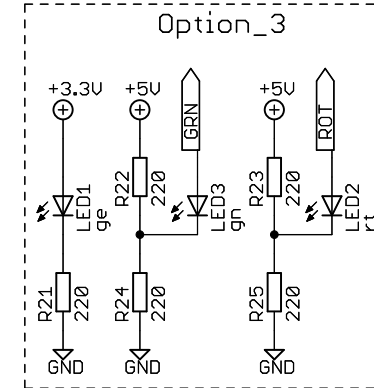 Option_3
+3.3V
+5V
+5V
GRN
ROT
R22
220
R23
220
LED1
ge
LED3
gn
LED2
rt
R21
220
R24
220
R25
220
GND
GND
GND